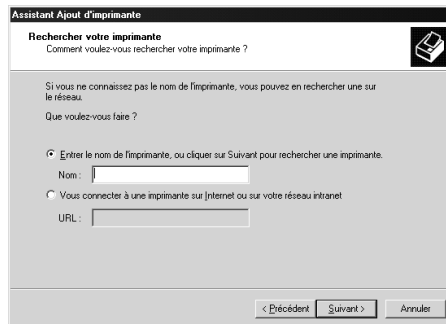 Assistant Ajout d'imprimante
Rechercher votre imprimante
Comment voulez-vous rechercher votre imprimante ?
Si vous ne connaissez pas le nom de l'imprimante, vous pouvez en rechercher une sur
le réseau.
Que voulez-vous faire ?
Entrer le nom de l'imprimante, ou cliquer sur Suivant pour rechercher une imprimante.
Nom :
Vous connecter à une imprimante sur Internet ou sur votre réseau intranet
URL :
< Précédent Suivant > Annuler